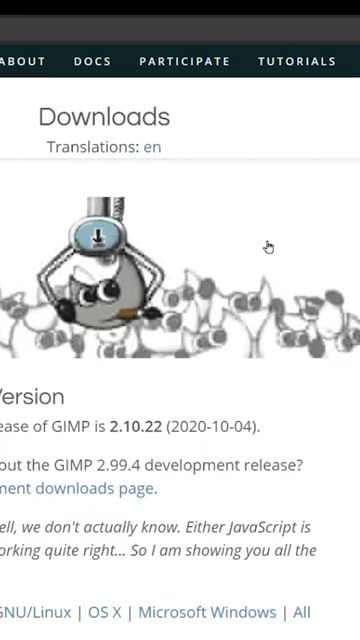 ABOUT DOCS PARTICIPATE TUTORIALS
Downloads
Translations: en
ersion
ease of GIMP is 2.10.22 (2020-10-04).
out the GIMP 2.99.4 development release?
ment downloads page.
ell, we don't actually know. Either JavaScript is
orking quite right... So I am showing you all the
GNU/Linux | OS X | Microsoft Windows | All